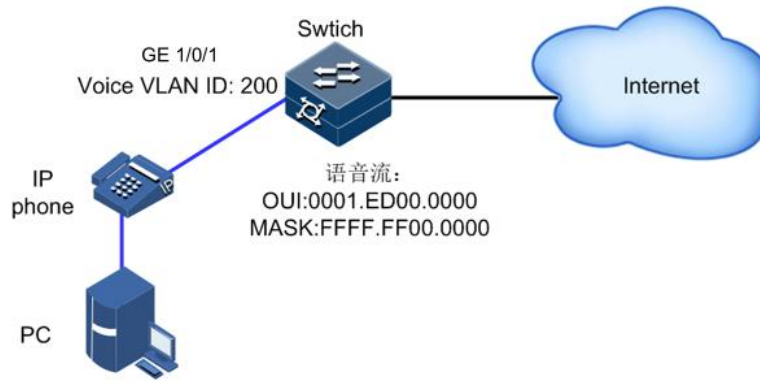 Swtich
GE 1/0/1
Voice VLAN ID: 200
Internet
语音流：
OUI:0001.ED00.0000
MASK:FFFF.FF00.0000
IP
phone
IP
PC